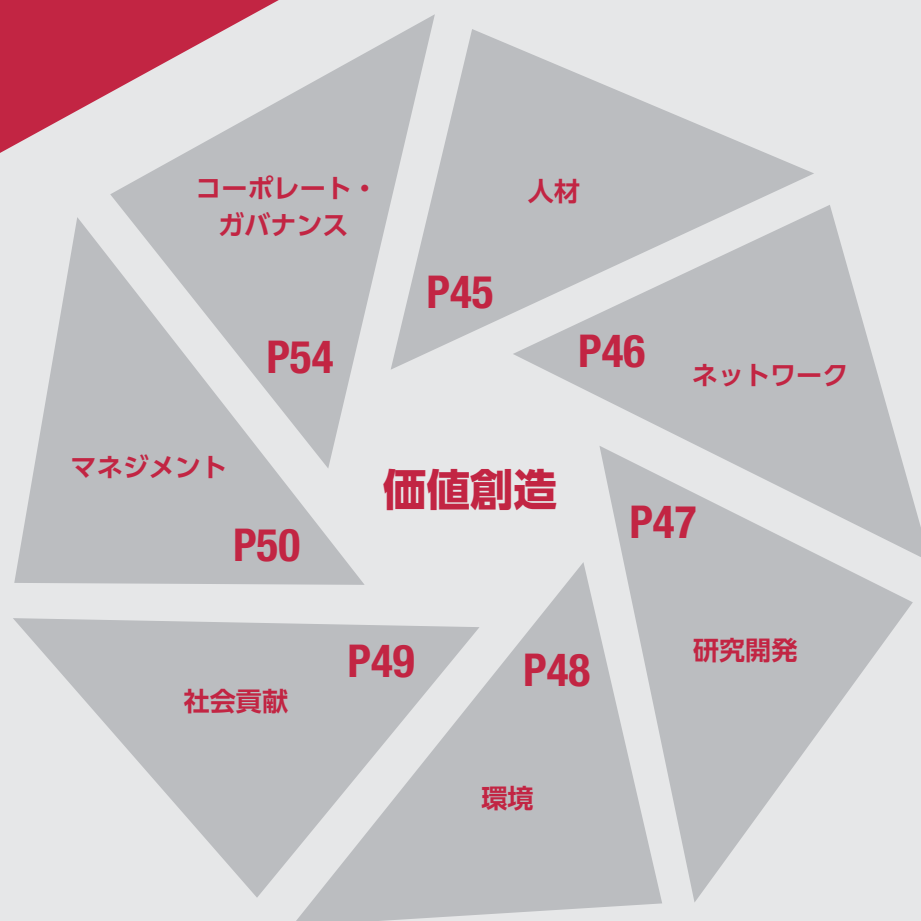 コーポレート・
ガバナンス
P54
人材
P45
P46
ネットワーク
マネジメント
P50
価値創造
P47
研究開発
P49
社会貢献
P48
環境